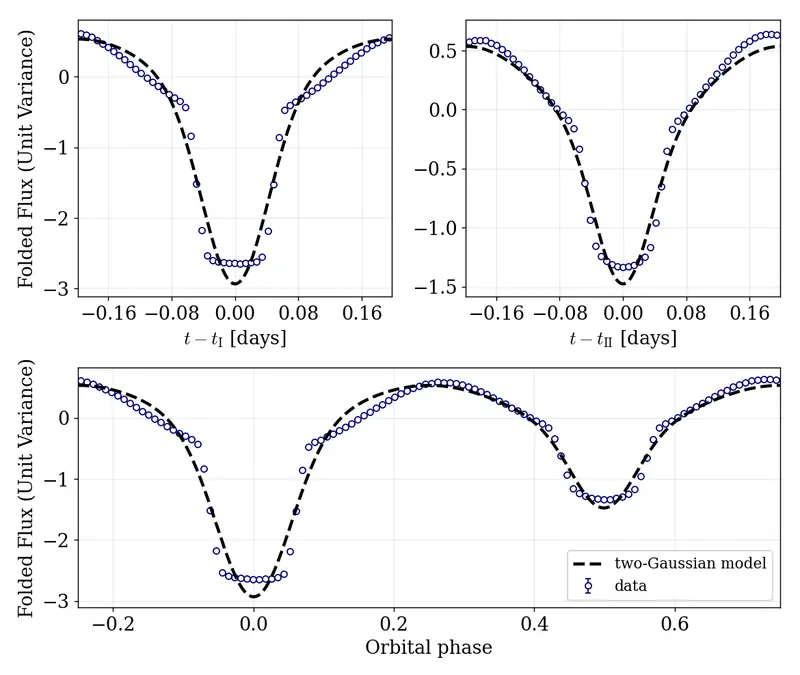 Folded Flux (Unit Variance)
0
−1
−2
−3
−0.16 −0.08 0.00 0.08 0.16
t − tI [days]
0.5
0.0
−0.5
−1.0
−1.5
−0.16 −0.08 0.00 0.08 0.16
t − tII [days]
Folded Flux (Unit Variance)
0
−1
−2
−3
−0.2 0.0 0.2 0.4 0.6
Orbital phase
two-Gaussian model
data